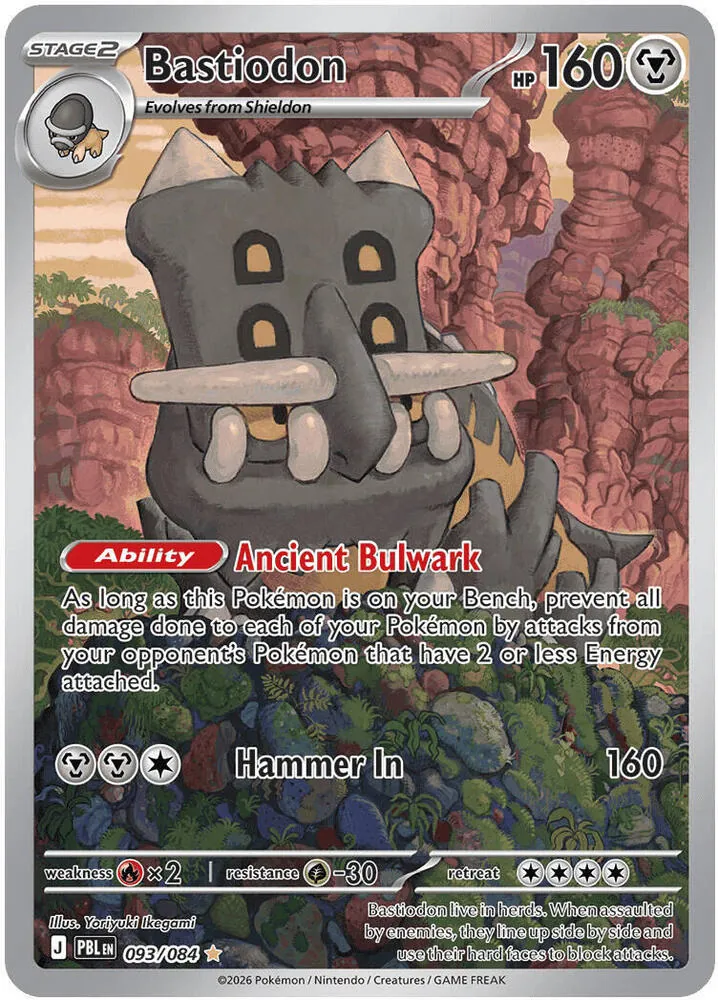 STAGE2
Bastiodon
HP 160
Evolves from Shieldon
Ability Ancient Bulwark
As long as this Pokémon is on your Bench, prevent all
damage done to each of your Pokémon by attacks from
your opponent's Pokémon that have 2 or less Energy
attached.
Hammer In 160
weakness ×2 resistance -30 retreat
Illus. Yoriyuki Ikegami
Bastiodon live in herds. When assaulted
by enemies, they line up side by side and
use their hard faces to block attacks.
J PBL EN 093/084
©2026 Pokémon / Nintendo / Creatures / GAME FREAK